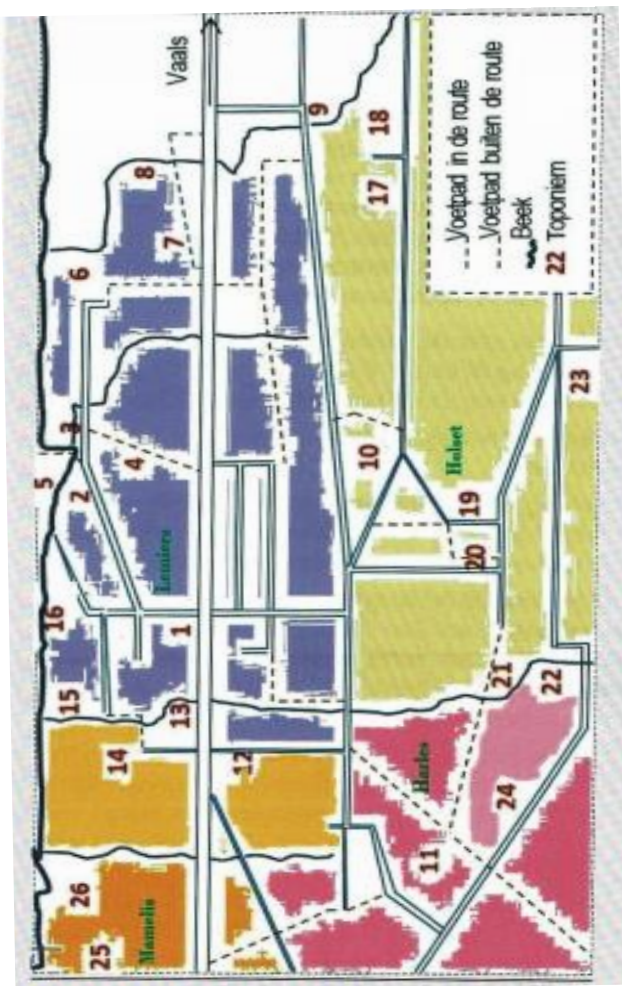 5
16
15
3
26
2
6
25
14
4
Mamelis
8
Lemiers
13
1
7
Vaals
12
9
10
17
18
Harles
11
Holset
19
20
21
24
22
23
Voetpad in de route
Voetpad buiten de route
Beek
22 Toponiem